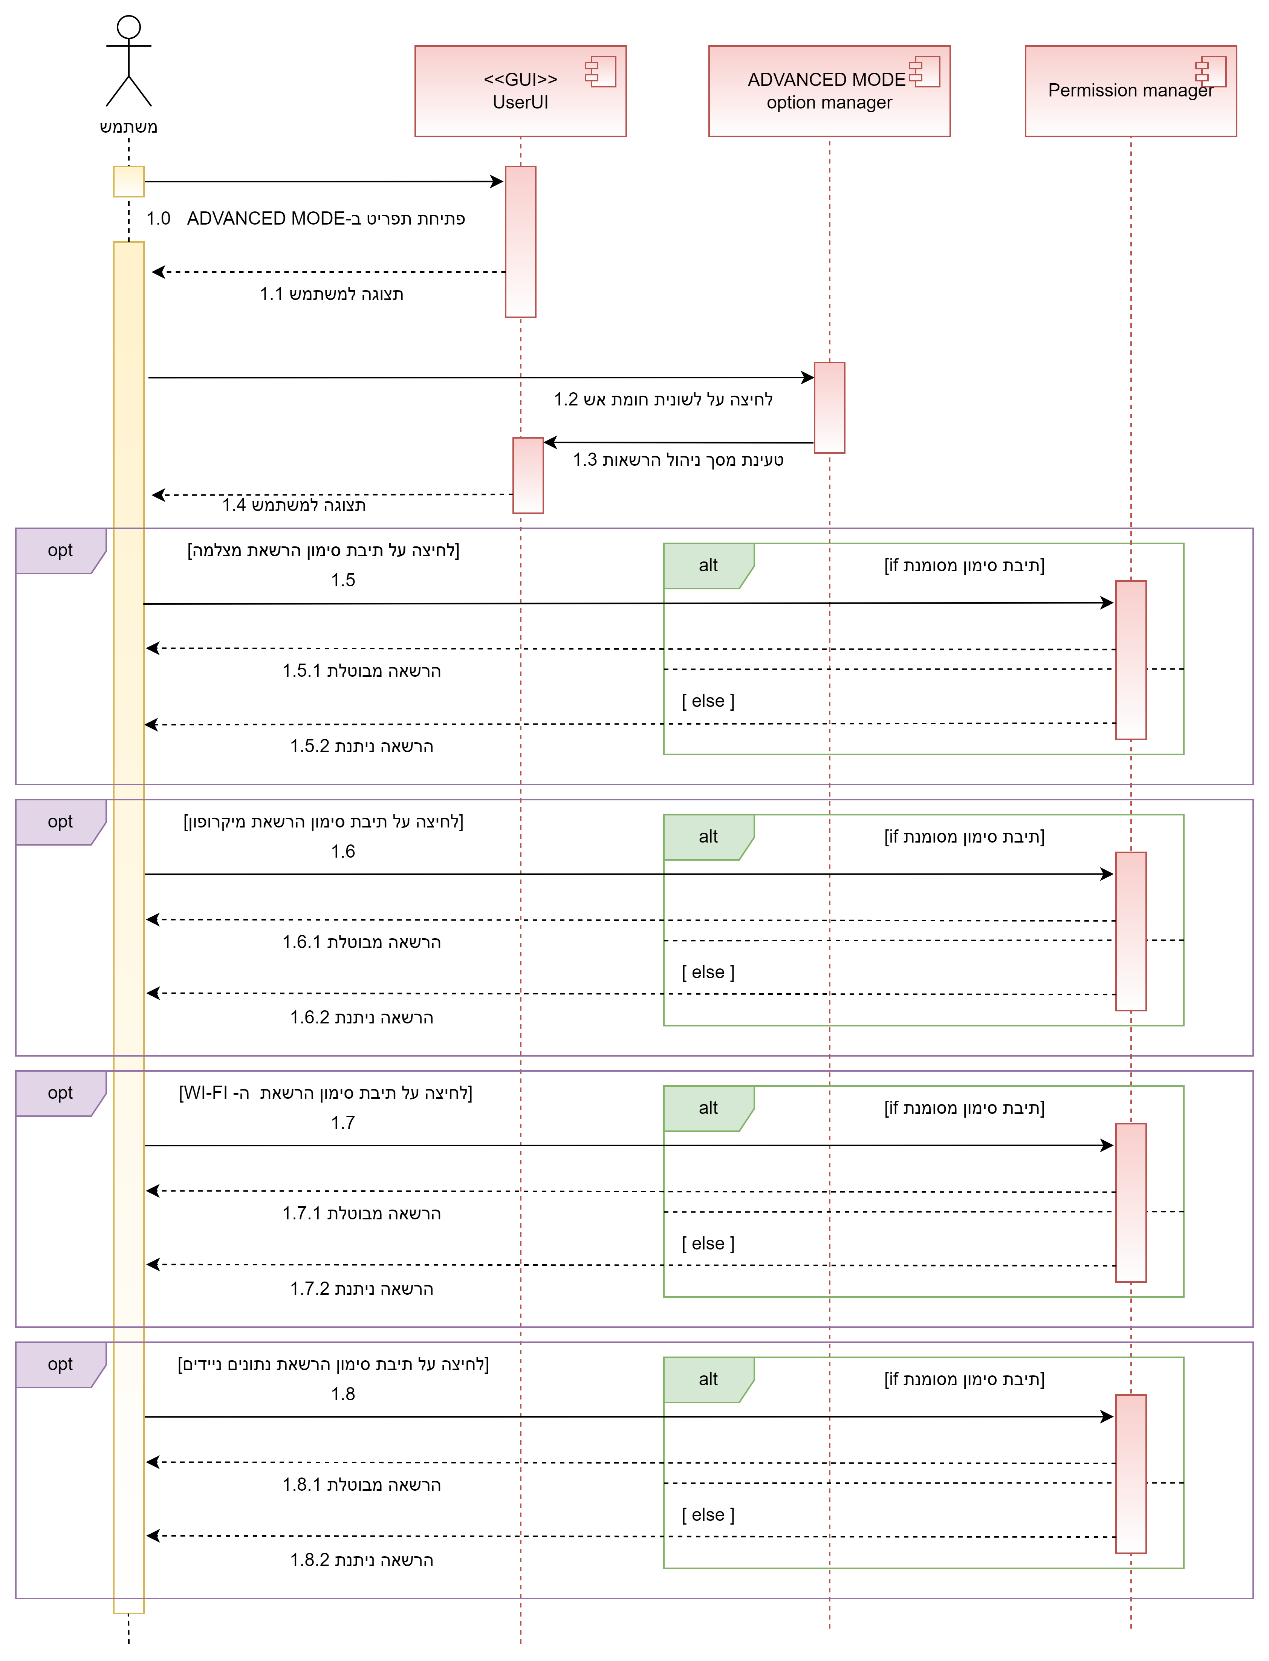 משתמש
<<GUI>>
UserUI
ADVANCED MODE
option manager
Permission manager
1.0 פתיחת תפריט ב-ADVANCED MODE
1.1 תצוגה למשתמש
1.2 לחיצה על לשונית חומת אש
1.3 טעינת מסך ניהול הרשאות
1.4 תצוגה למשתמש
opt
[לחיצה על תיבת סימון הרשאת מצלמה]
1.5
alt
[if תיבת סימון מסומנת]
1.5.1 הרשאה מבוטלת
[ else ]
1.5.2 הרשאה ניתנת
opt
[לחיצה על תיבת סימון הרשאת מיקרופון]
1.6
alt
[if תיבת סימון מסומנת]
1.6.1 הרשאה מבוטלת
[ else ]
1.6.2 הרשאה ניתנת
opt
[לחיצה על תיבת סימון הרשאת ה- WI-FI]
1.7
alt
[if תיבת סימון מסומנת]
1.7.1 הרשאה מבוטלת
[ else ]
1.7.2 הרשאה ניתנת
opt
[לחיצה על תיבת סימון הרשאת נתונים ניידים]
1.8
alt
[if תיבת סימון מסומנת]
1.8.1 הרשאה מבוטלת
[ else ]
1.8.2 הרשאה ניתנת